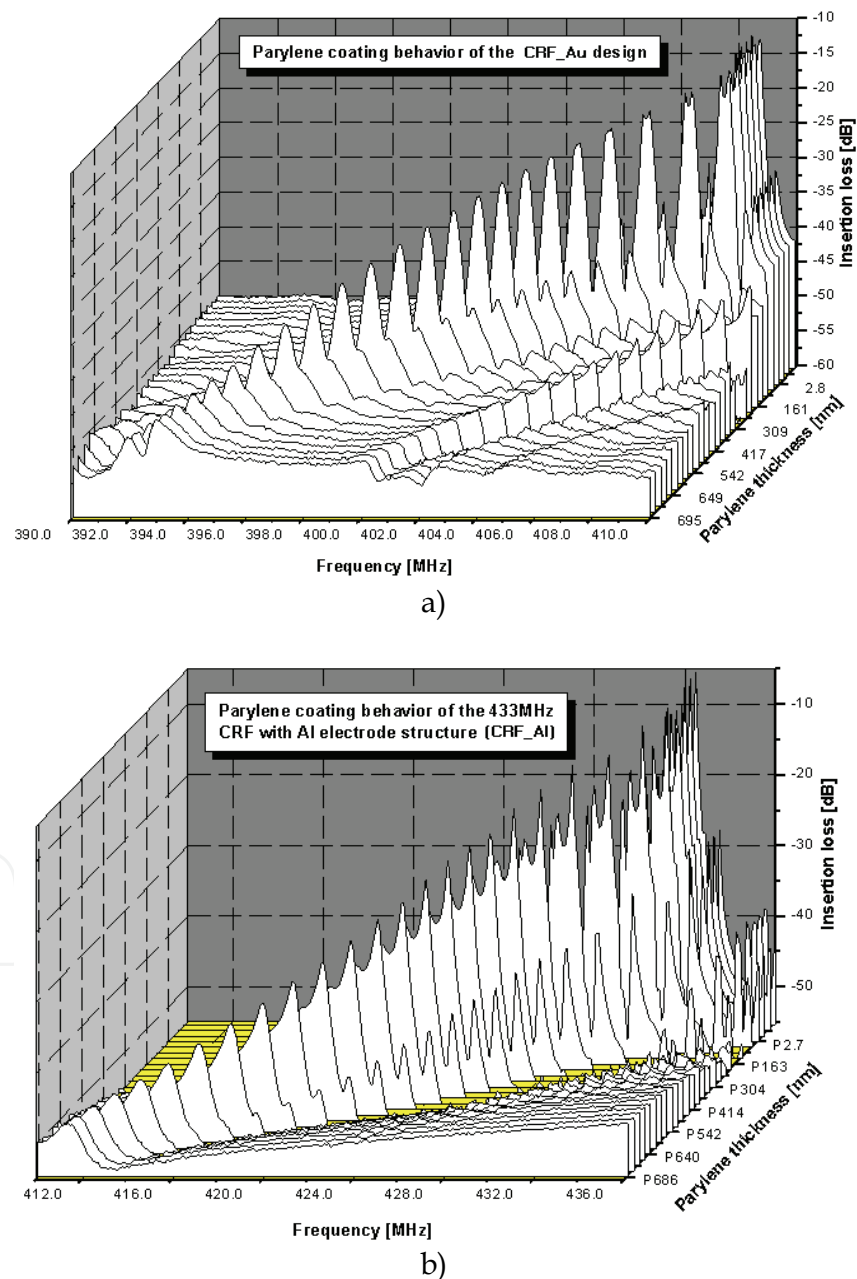 Parylene coating behavior of the CRF_Au design
-10
-15
-20
-25
-30
-35
-40
-45
-50
-55
-60
Insertion loss [dB]
2.8
161
309
417
542
649
695
Parylene thickness [nm]
390.0 392.0 394.0 396.0 398.0 400.0 402.0 404.0 406.0 408.0 410.0
Frequency [MHz]
a)
Parylene coating behavior of the 433MHz
CRF with Al electrode structure (CRF_Al)
-10
-20
-30
-40
-50
Insertion loss [dB]
P2.7
P163
P304
P414
P542
P640
P686
Parylene thickness [nm]
412.0 416.0 420.0 424.0 428.0 432.0 436.0
Frequency [MHz]
b)